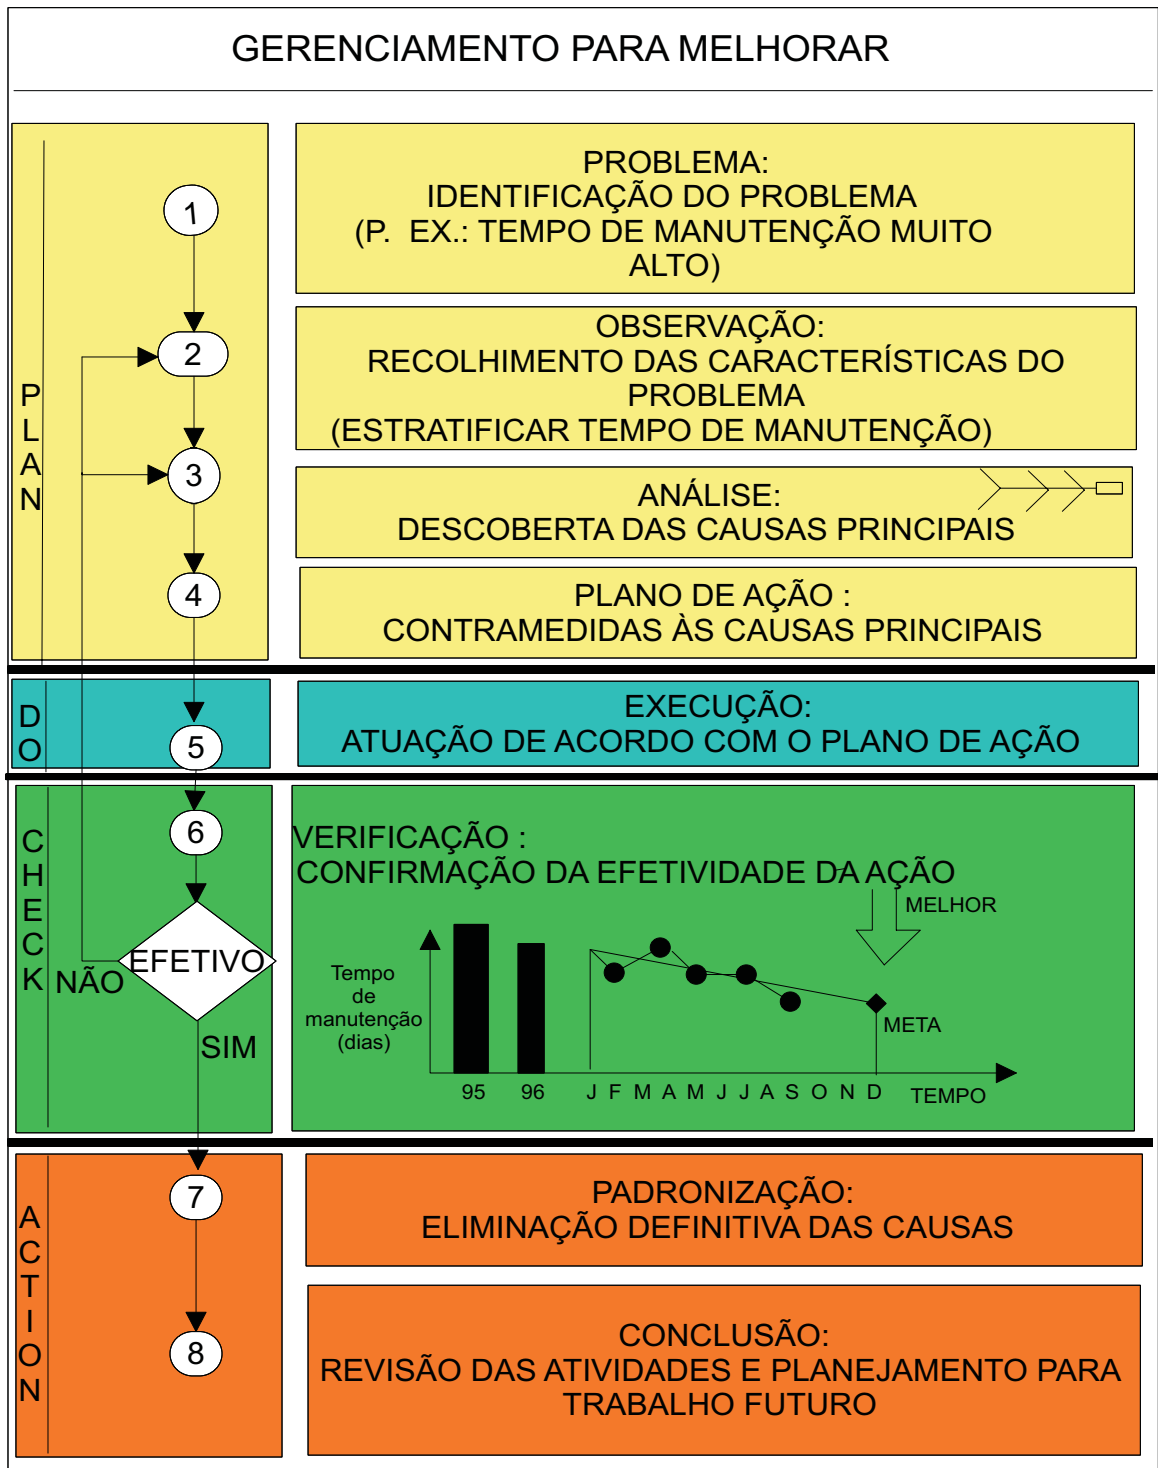 GERENCIAMENTO PARA MELHORAR
PLAN
1
PROBLEMA:
IDENTIFICAÇÃO DO PROBLEMA
(P. EX.: TEMPO DE MANUTENÇÃO MUITO
ALTO)
2
OBSERVAÇÃO:
RECOLHIMENTO DAS CARACTERÍSTICAS DO
PROBLEMA
(ESTRATIFICAR TEMPO DE MANUTENÇÃO)
3
ANÁLISE:
DESCOBERTA DAS CAUSAS PRINCIPAIS
4
PLANO DE AÇÃO :
CONTRAMEDIDAS ÀS CAUSAS PRINCIPAIS
DO
5
EXECUÇÃO:
ATUAÇÃO DE ACORDO COM O PLANO DE AÇÃO
CHECK
6
EFETIVO
NÃO
SIM
VERIFICAÇÃO :
CONFIRMAÇÃO DA EFETIVIDADE DA AÇÃO
MELHOR
Tempo
de
manutenção
(dias)
META
95 96 J F M A M J J A S O N D TEMPO
ACTION
7
PADRONIZAÇÃO:
ELIMINAÇÃO DEFINITIVA DAS CAUSAS
8
CONCLUSÃO:
REVISÃO DAS ATIVIDADES E PLANEJAMENTO PARA
TRABALHO FUTURO